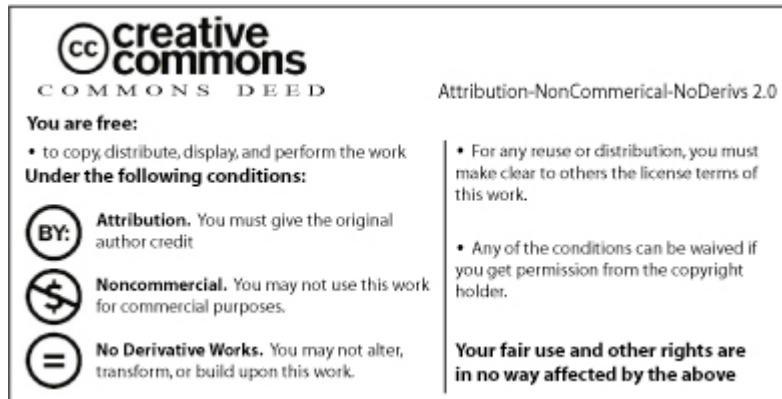 cc creative
commons
COMMONS DEED
Attribution-NonCommerical-NoDerivs 2.0
You are free:
• to copy, distribute, display, and perform the work
Under the following conditions:
BY:
Attribution. You must give the original
author credit
$
Noncommercial. You may not use this work
for commercial purposes.
=
No Derivative Works. You may not alter,
transform, or build upon this work.
• For any reuse or distribution, you must
make clear to others the license terms of
this work.
• Any of the conditions can be waived if
you get permission from the copyright
holder.
Your fair use and other rights are
in no way affected by the above